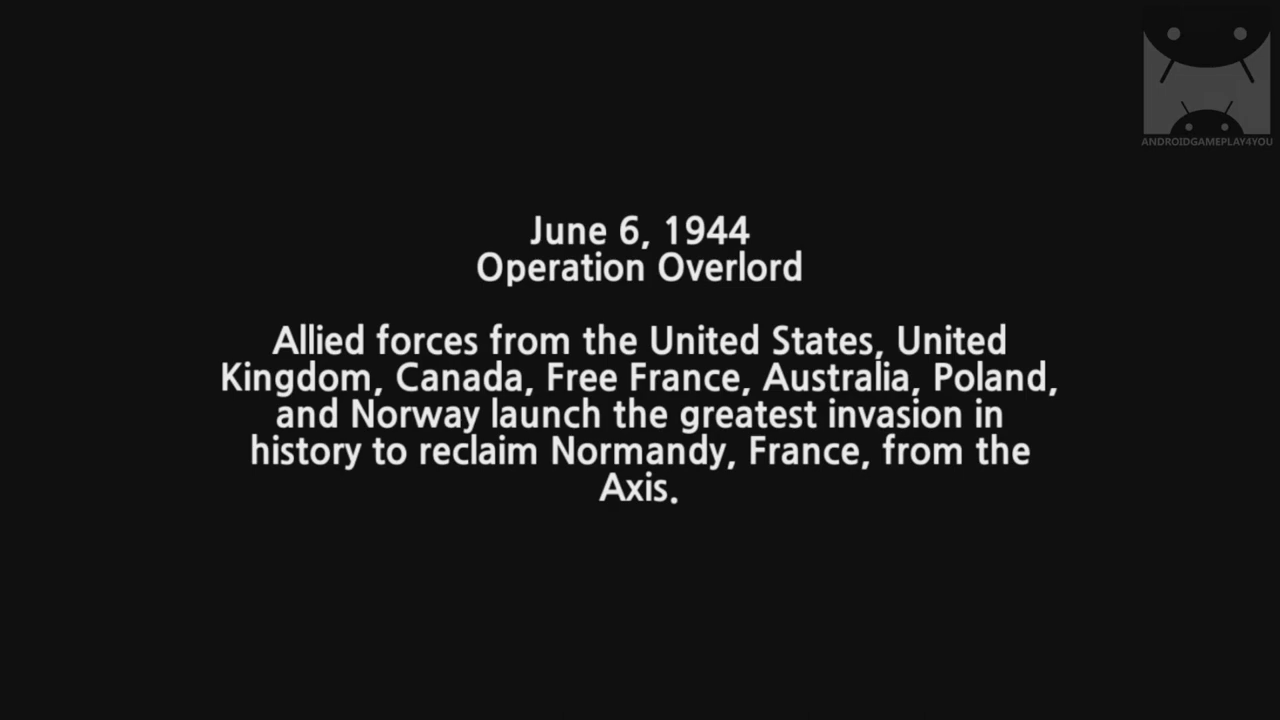 ANDROIDGAMEPLAY4YOU
June 6, 1944
Operation Overlord
Allied forces from the United States, United
Kingdom, Canada, Free France, Australia, Poland,
and Norway launch the greatest invasion in
history to reclaim Normandy, France, from the
Axis.